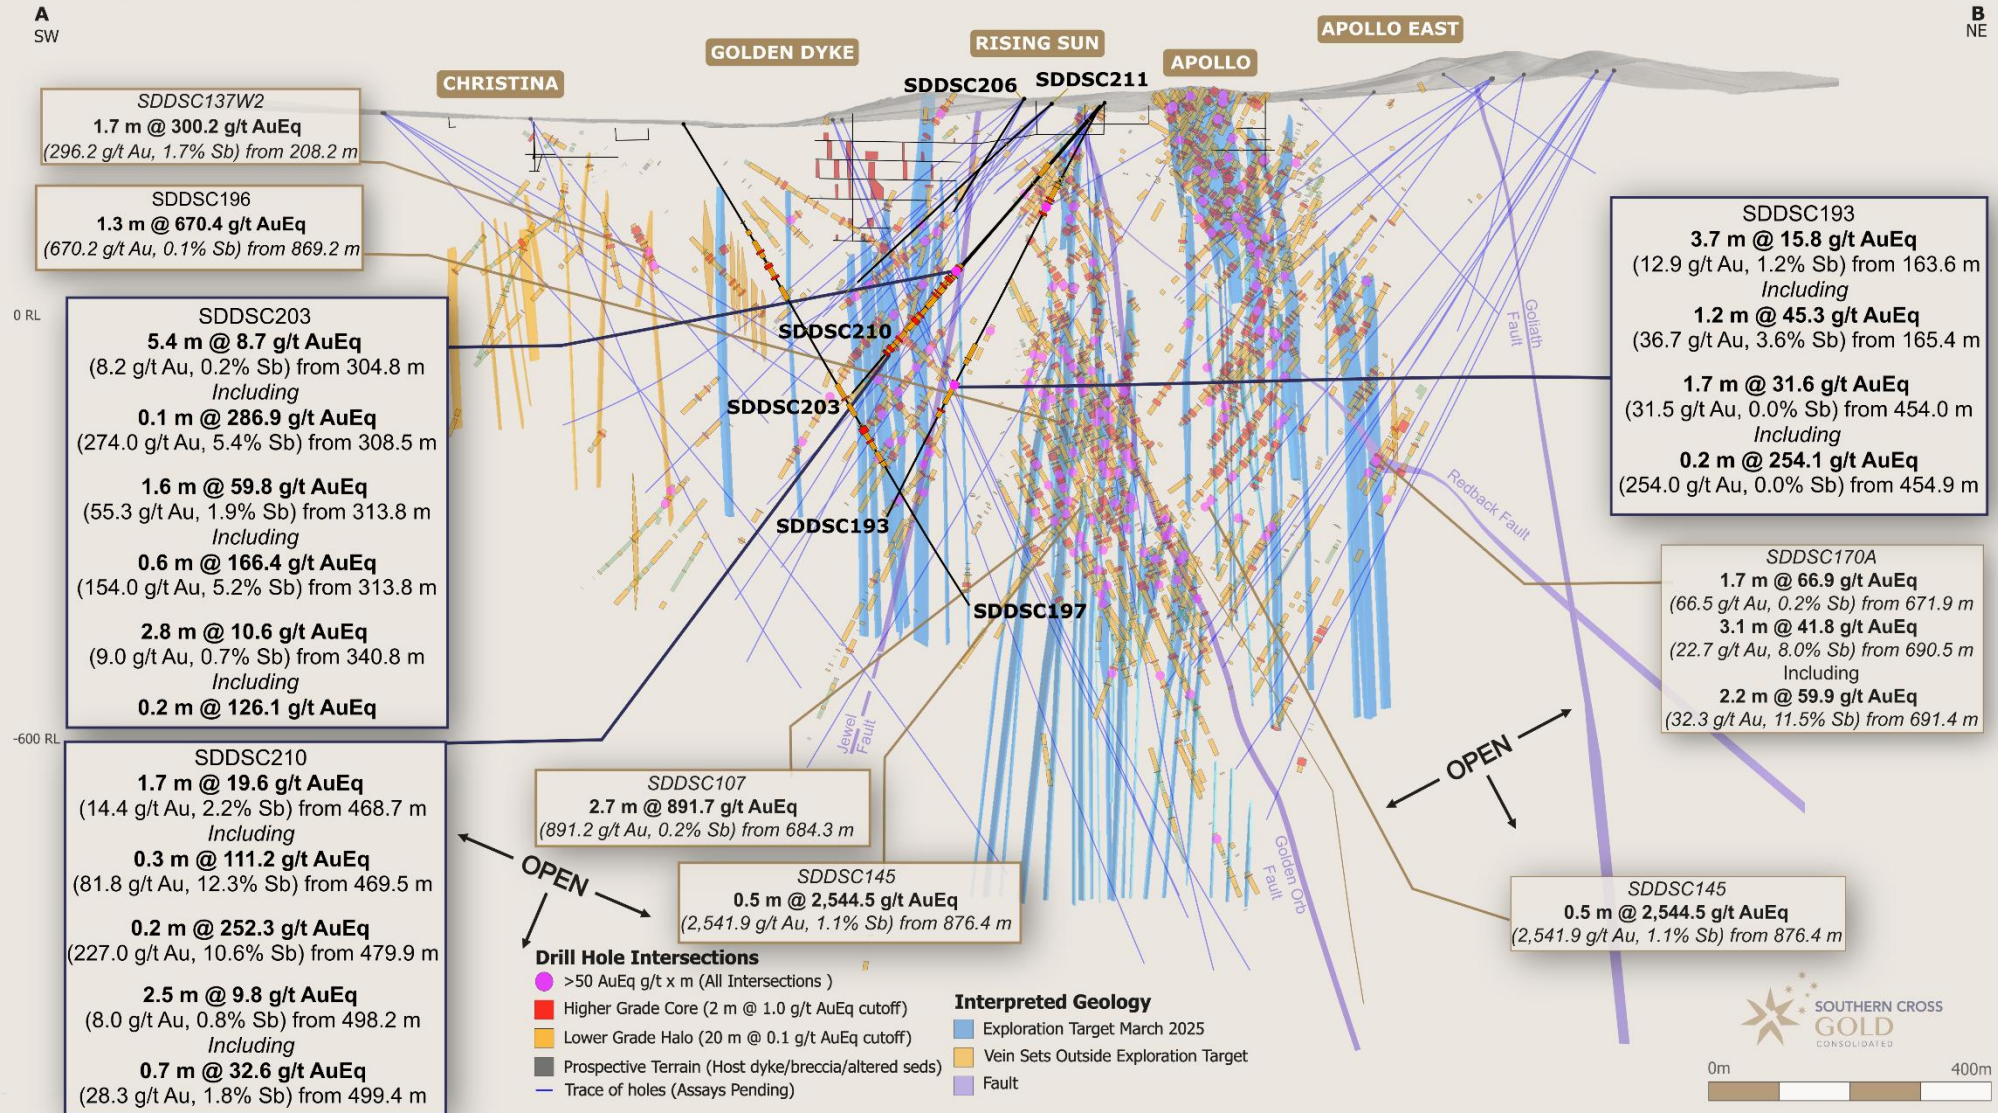 A
SW
B
NE
CHRISTINA
GOLDEN DYKE
RISING SUN
APOLLO
APOLLO EAST
SDDSC206
SDDSC211
SDDSC137W2
1.7 m @ 300.2 g/t AuEq
(296.2 g/t Au, 1.7% Sb) from 208.2 m
SDDSC196
1.3 m @ 670.4 g/t AuEq
(670.2 g/t Au, 0.1% Sb) from 869.2 m
0 RL
SDDSC203
5.4 m @ 8.7 g/t AuEq
(8.2 g/t Au, 0.2% Sb) from 304.8 m
Including
0.1 m @ 286.9 g/t AuEq
(274.0 g/t Au, 5.4% Sb) from 308.5 m
1.6 m @ 59.8 g/t AuEq
(55.3 g/t Au, 1.9% Sb) from 313.8 m
Including
0.6 m @ 166.4 g/t AuEq
(154.0 g/t Au, 5.2% Sb) from 313.8 m
2.8 m @ 10.6 g/t AuEq
(9.0 g/t Au, 0.7% Sb) from 340.8 m
Including
0.2 m @ 126.1 g/t AuEq
-600 RL
SDDSC210
1.7 m @ 19.6 g/t AuEq
(14.4 g/t Au, 2.2% Sb) from 468.7 m
Including
0.3 m @ 111.2 g/t AuEq
(81.8 g/t Au, 12.3% Sb) from 469.5 m
0.2 m @ 252.3 g/t AuEq
(227.0 g/t Au, 10.6% Sb) from 479.9 m
2.5 m @ 9.8 g/t AuEq
(8.0 g/t Au, 0.8% Sb) from 498.2 m
Including
0.7 m @ 32.6 g/t AuEq
(28.3 g/t Au, 1.8% Sb) from 499.4 m
SDDSC210
SDDSC203
SDDSC193
SDDSC197
SDDSC193
3.7 m @ 15.8 g/t AuEq
(12.9 g/t Au, 1.2% Sb) from 163.6 m
Including
1.2 m @ 45.3 g/t AuEq
(36.7 g/t Au, 3.6% Sb) from 165.4 m
1.7 m @ 31.6 g/t AuEq
(31.5 g/t Au, 0.0% Sb) from 454.0 m
Including
0.2 m @ 254.1 g/t AuEq
(254.0 g/t Au, 0.0% Sb) from 454.9 m
Goliath
Fault
Redback Fault
SDDSC170A
1.7 m @ 66.9 g/t AuEq
(66.5 g/t Au, 0.2% Sb) from 671.9 m
3.1 m @ 41.8 g/t AuEq
(22.7 g/t Au, 8.0% Sb) from 690.5 m
Including
2.2 m @ 59.9 g/t AuEq
(32.3 g/t Au, 11.5% Sb) from 691.4 m
Jewel
Fault
OPEN
SDDSC107
2.7 m @ 891.7 g/t AuEq
(891.2 g/t Au, 0.2% Sb) from 684.3 m
OPEN
SDDSC145
0.5 m @ 2,544.5 g/t AuEq
(2,541.9 g/t Au, 1.1% Sb) from 876.4 m
Golden Orb
Fault
SDDSC145
0.5 m @ 2,544.5 g/t AuEq
(2,541.9 g/t Au, 1.1% Sb) from 876.4 m
Drill Hole Intersections
>50 AuEq g/t x m (All Intersections )
Higher Grade Core (2 m @ 1.0 g/t AuEq cutoff)
Lower Grade Halo (20 m @ 0.1 g/t AuEq cutoff)
Prospective Terrain (Host dyke/breccia/altered seds)
Trace of holes (Assays Pending)
Interpreted Geology
Exploration Target March 2025
Vein Sets Outside Exploration Target
Fault
SOUTHERN CROSS
GOLD
CONSOLIDATED
0m
400m